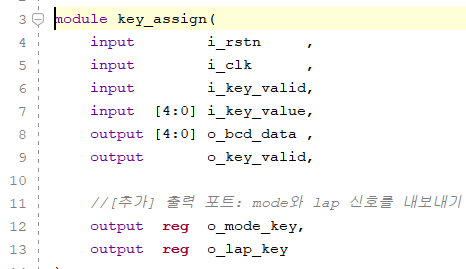 3 module key_assign(
4 input i_rstn ,
5 input i_clk ,
6 input i_key_valid,
7 input [4:0] i_key_value,
8 output [4:0] o_bcd_data ,
9 output o_key_valid,
10
11 //[추가] 출력 포트: mode와 lap 신호를 내보내기
12 output reg o_mode_key,
13 output reg o_lap_key